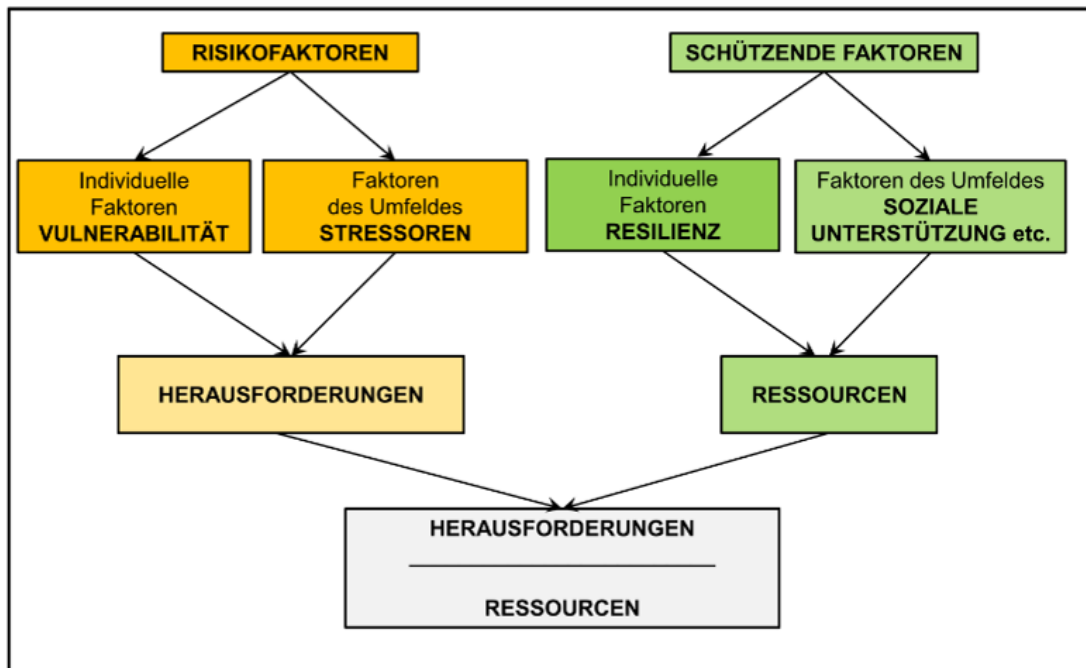 RISIKOFAKTOREN
SCHÜTZENDE FAKTOREN
Individuelle
Faktoren
VULNERABILITÄT
Faktoren
des Umfeldes
STRESSOREN
Individuelle
Faktoren
RESILIENZ
Faktoren des Umfeldes
SOZIALE
UNTERSTÜTZUNG etc.
HERAUSFORDERUNGEN
RESSOURCEN
HERAUSFORDERUNGEN
RESSOURCEN